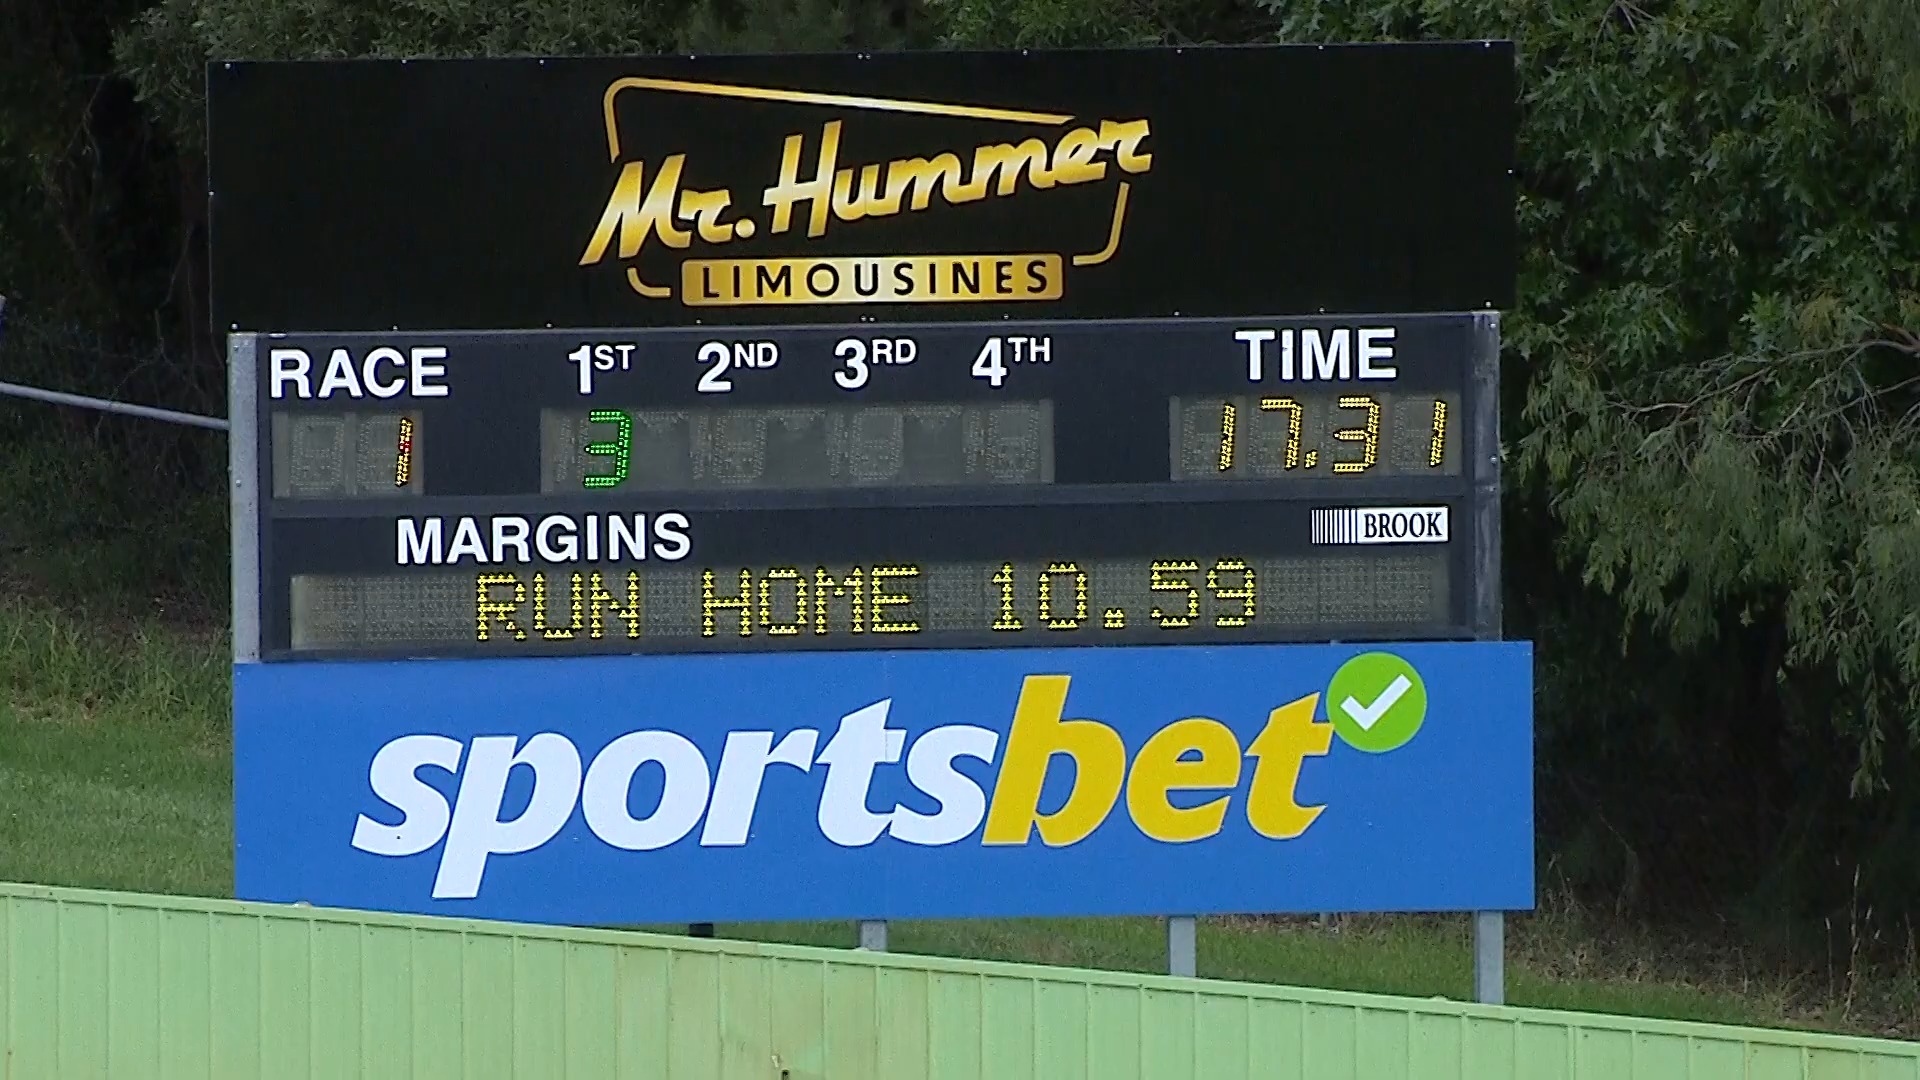 Mr. Hummer
LIMOUSINES
RACE 1ST 2ND 3RD 4TH TIME
1 3 17.31
MARGINS BROOK
RUN HOME 10.59
sportsbet